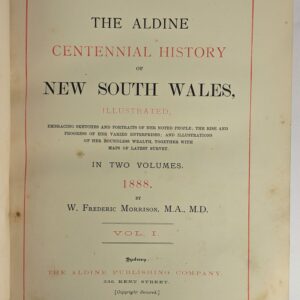 THE ALDINE
CENTENNIAL HISTORY
OF
NEW SOUTH WALES,
ILLUSTRATED,
EMBRACING SKETCHES AND PORTRAITS OF HER NOTED PEOPLE; THE RISE AND
PROGRESS OF HER VARIED ENTERPRISES; AND ILLUSTRATIONS
OF HER BOUNDLESS WEALTH, TOGETHER WITH
MAPS OF LATEST SURVEY.
IN TWO VOLUMES.
1888.
BY
W. FREDERIC MORRISON, M.A., M.D.
VOL. I.
Sydney
THE ALDINE PUBLISHING COMPANY,
KENT STREET.
[Copyright Secured.]